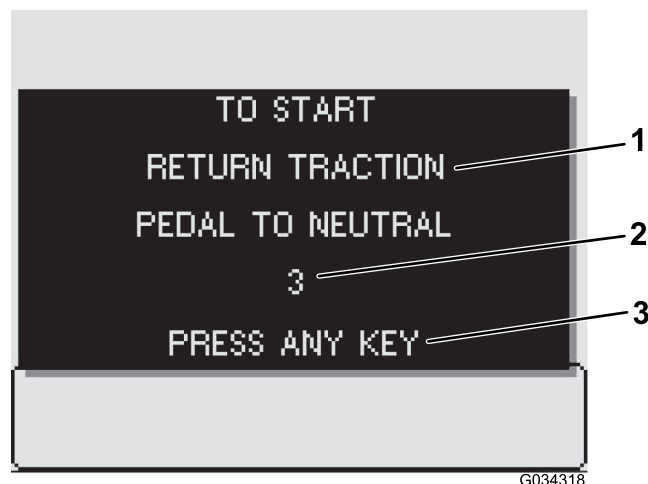 TO START
RETURN TRACTION
1
PEDAL TO NEUTRAL
2
3
PRESS ANY KEY
3
G034318